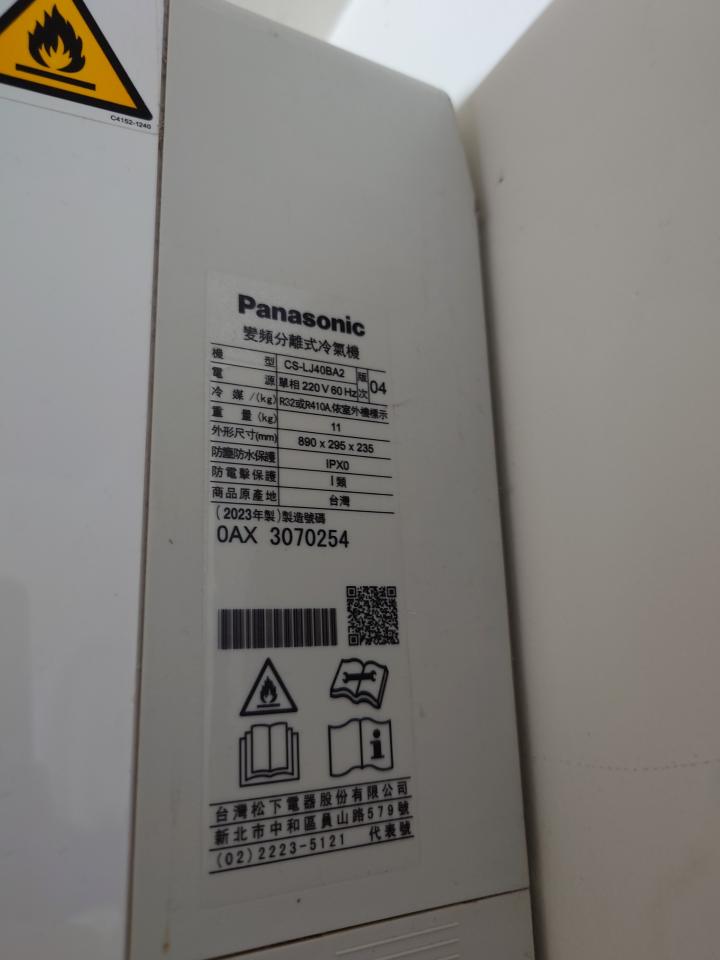 C4152-1240
Panasonic
變頻分離式冷氣機
機型 CS-LJ40BA2 版次 04
電源 單相 220V 60Hz
冷媒/(kg) R32或R410A,依室外機標示
重量(kg) 11
外形尺寸(mm) 890 x 295 x 235
防塵防水保護 IPX0
防電擊保護 I類
商品原產地 台灣
(2023年製)製造號碼
0AX 3070254
台灣松下電器股份有限公司
新北市中和區員山路579號
(02)2223-5121 代表號